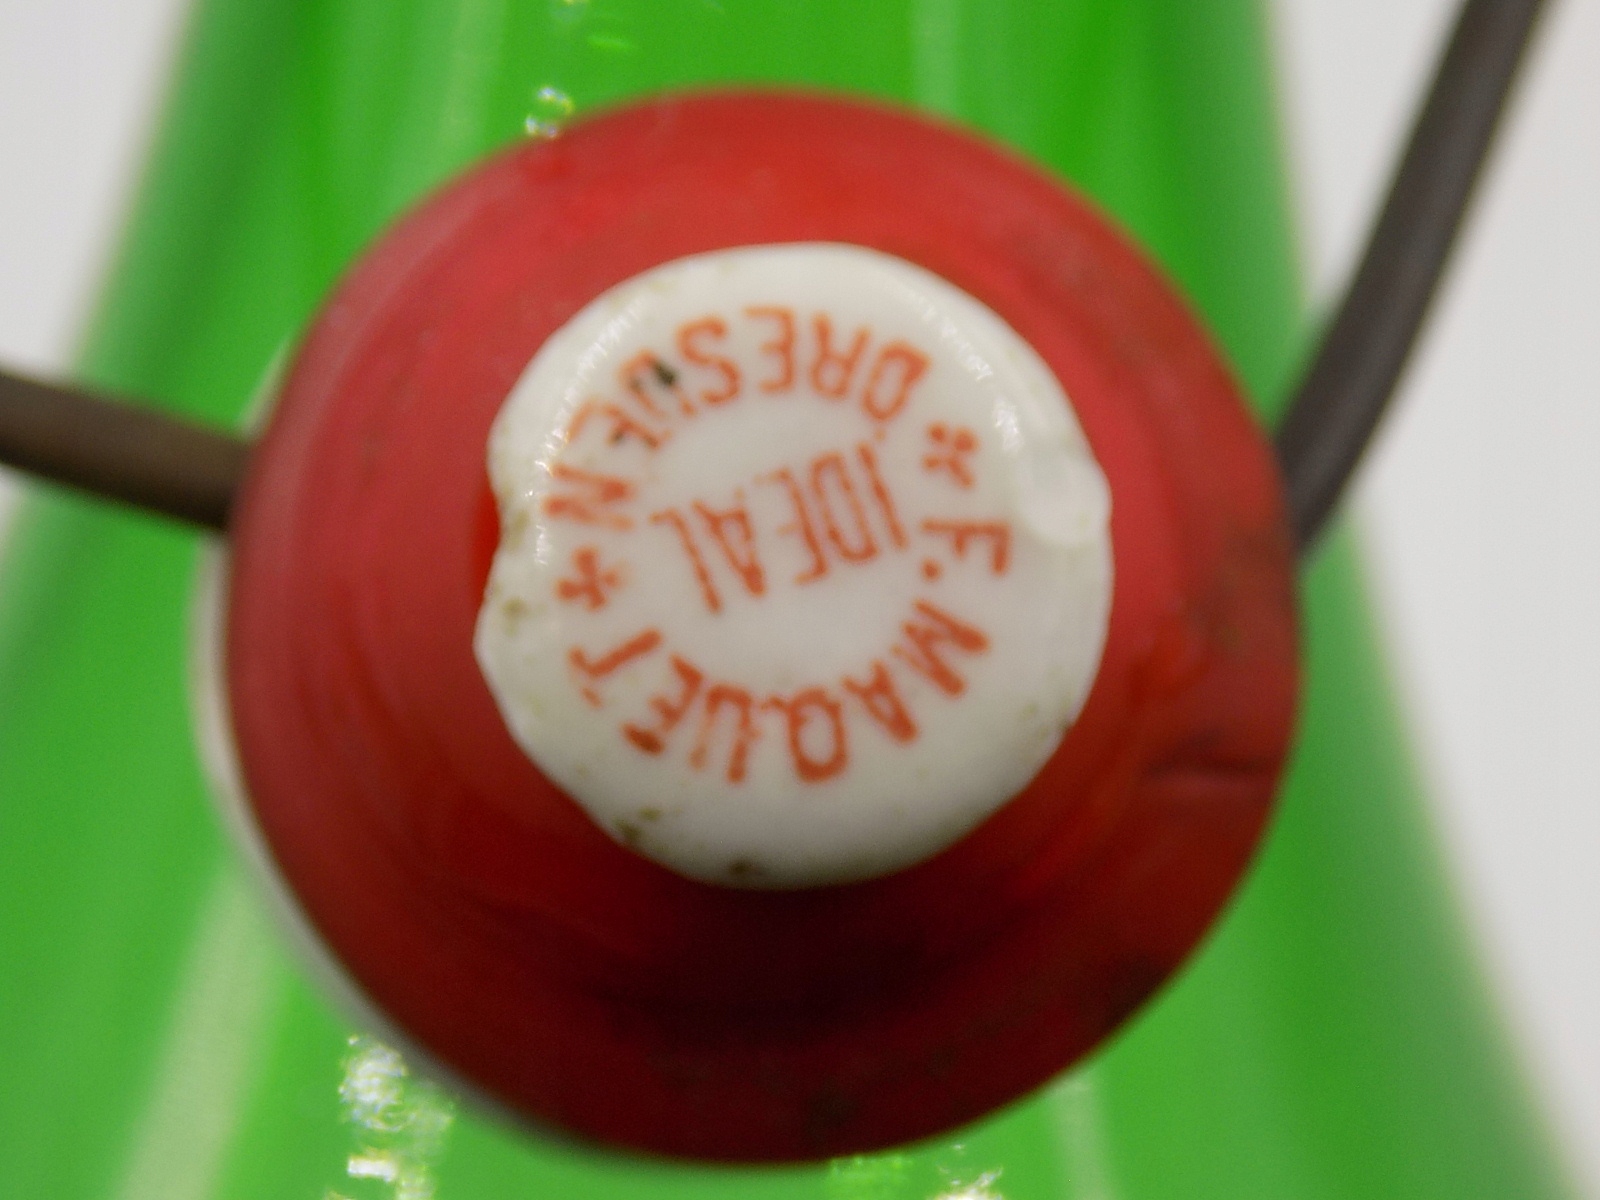 F. MAQUET
IDEAL
* DRESDEN *